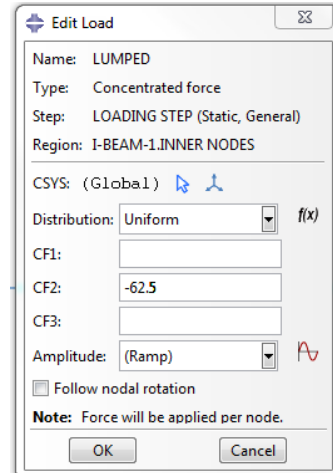 Edit Load
Name: LUMPED
Type: Concentrated force
Step: LOADING STEP (Static, General)
Region: I-BEAM-1.INNER NODES
CSYS: (Global)
Distribution: Uniform f(x)
CF1:
CF2: -62.5
CF3:
Amplitude: (Ramp)
Follow nodal rotation
Note: Force will be applied per node.
OK Cancel